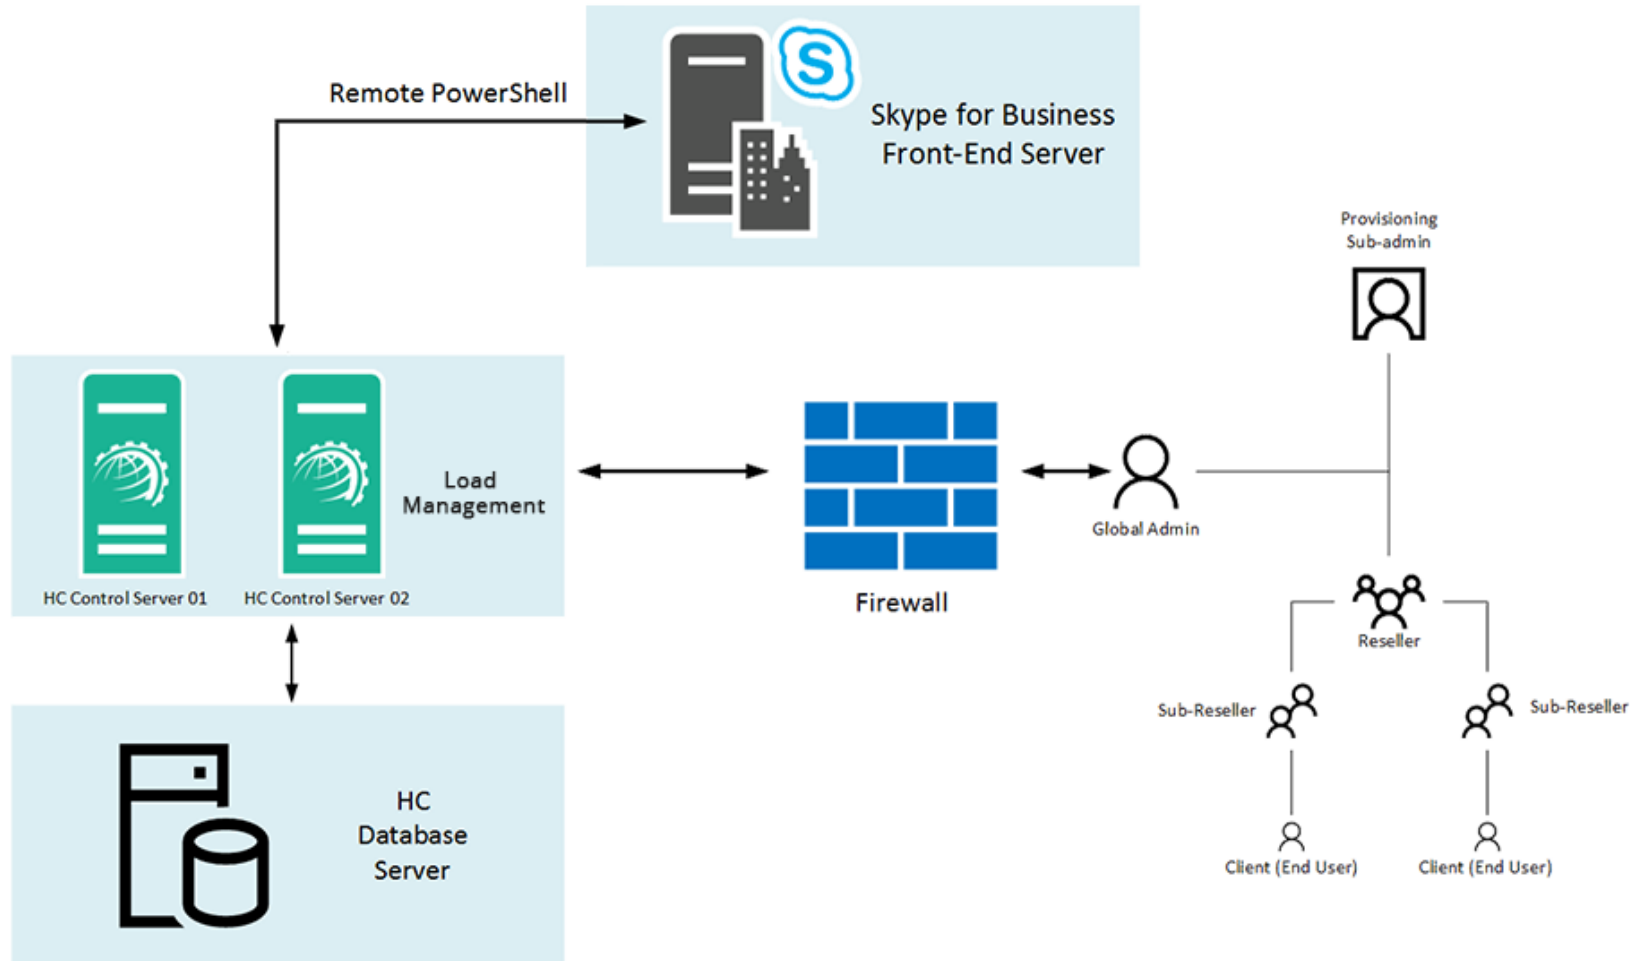 Remote PowerShell
S
Skype for Business
Front-End Server
Provisioning
Sub-admin
Load
Management
HC Control Server 01
HC Control Server 02
Firewall
Global Admin
Reseller
Sub-Reseller
Sub-Reseller
Client (End User)
Client (End User)
HC
Database
Server